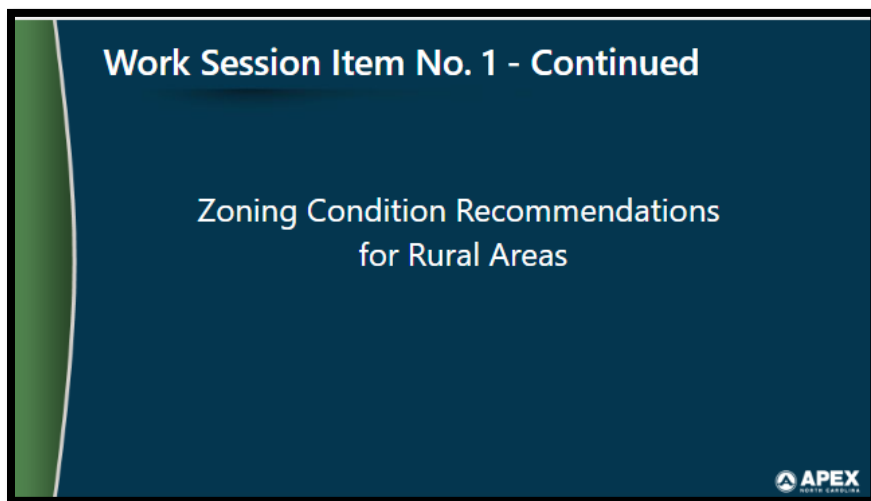 Work Session Item No. 1 - Continued
Zoning Condition Recommendations
for Rural Areas
APEX
NORTH CAROLINA